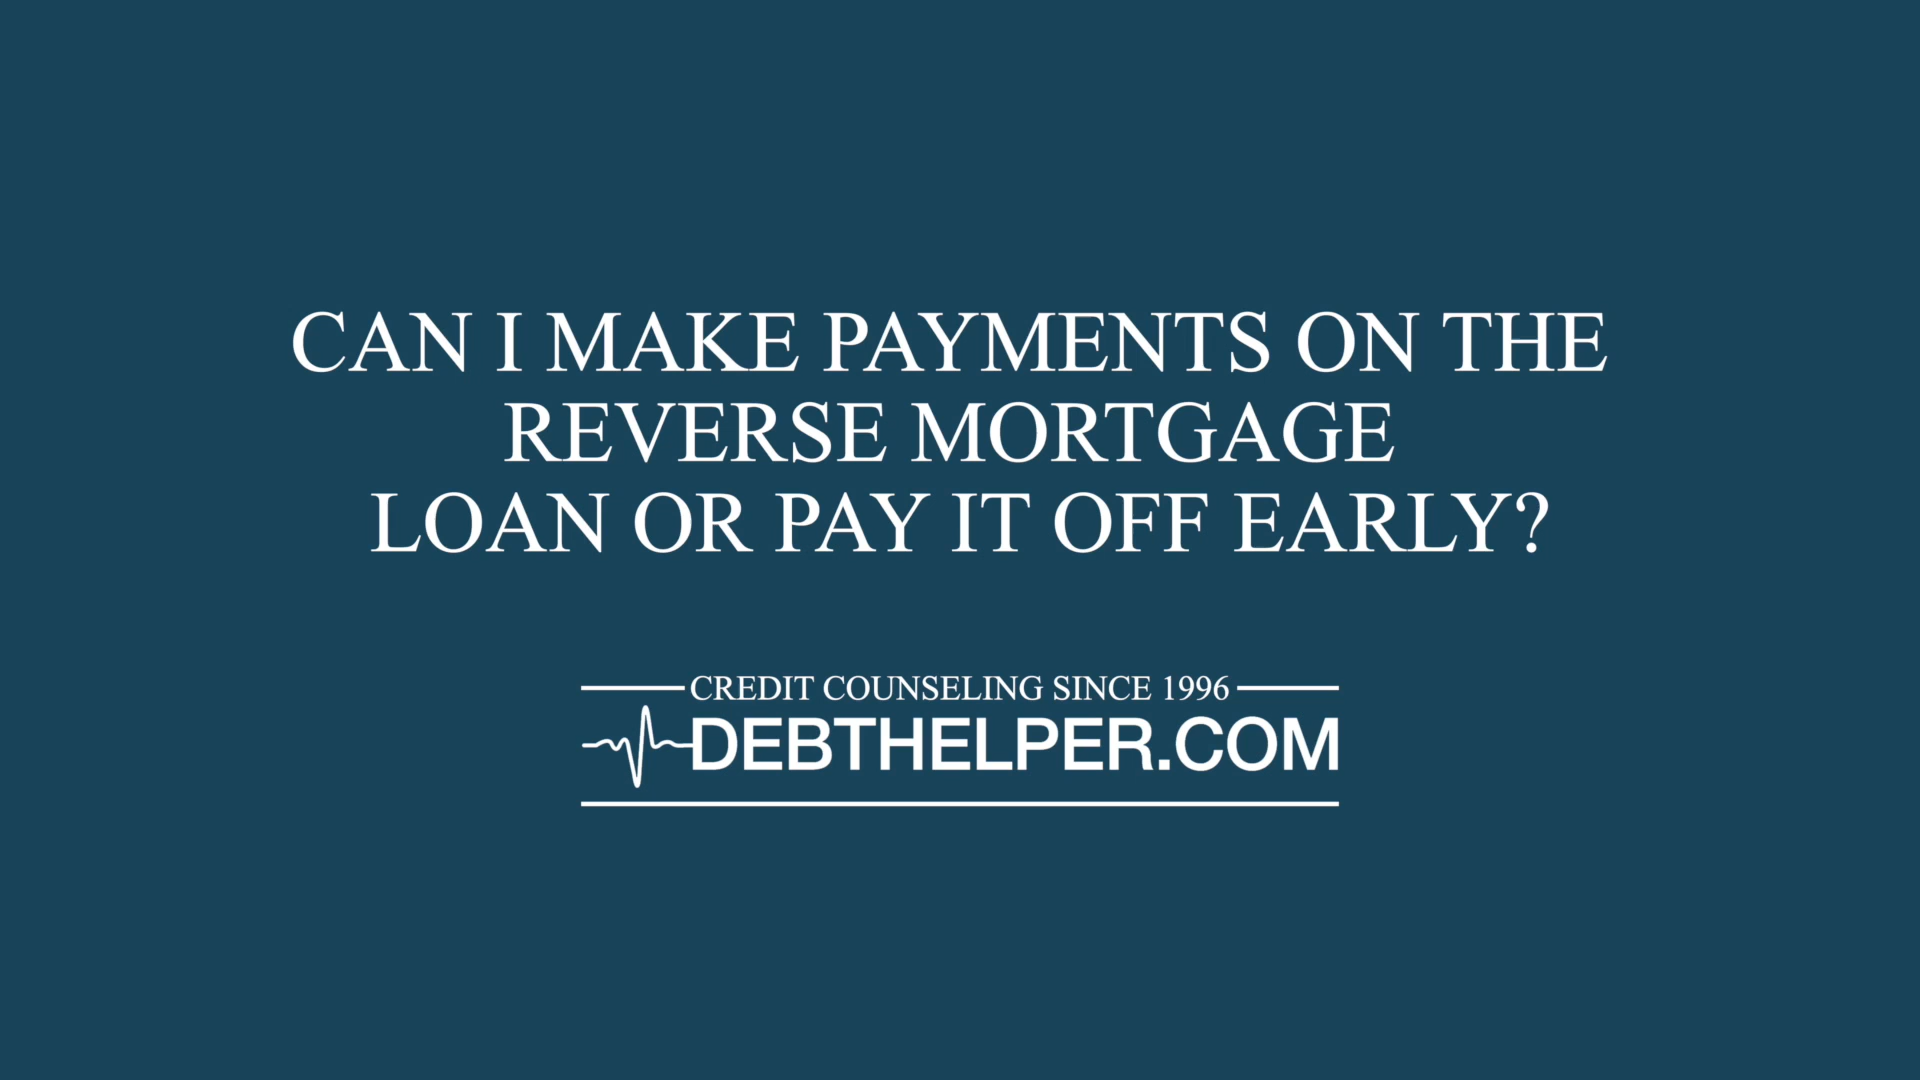 CAN I MAKE PAYMENTS ON THE
REVERSE MORTGAGE
LOAN OR PAY IT OFF EARLY?
CREDIT COUNSELING SINCE 1996
DEBTHELPER.COM